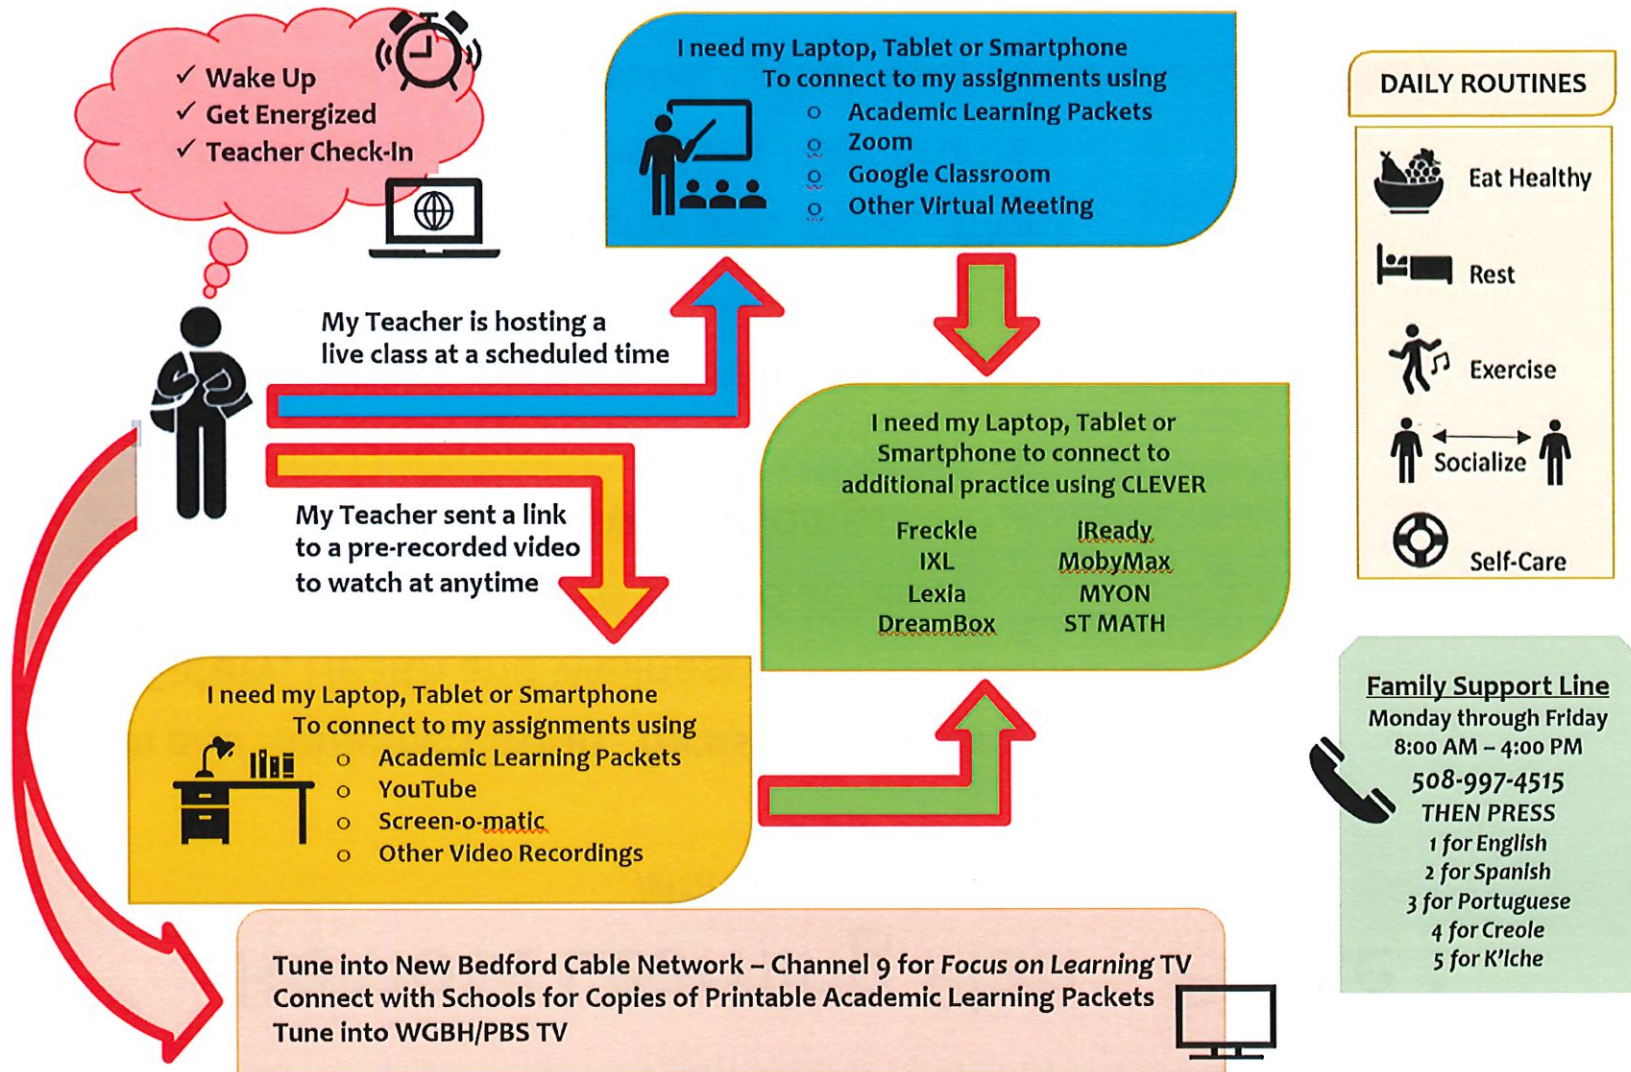 ✓ Wake Up
✓ Get Energized
✓ Teacher Check-In
I need my Laptop, Tablet or Smartphone
To connect to my assignments using
o Academic Learning Packets
o Zoom
o Google Classroom
o Other Virtual Meeting
My Teacher is hosting a
live class at a scheduled time
My Teacher sent a link
to a pre-recorded video
to watch at anytime
I need my Laptop, Tablet or
Smartphone to connect to
additional practice using CLEVER
Freckle iReady
IXL MobyMax
Lexia MYON
DreamBox ST MATH
I need my Laptop, Tablet or Smartphone
To connect to my assignments using
o Academic Learning Packets
o YouTube
o Screen-o-matic
o Other Video Recordings
Tune into New Bedford Cable Network – Channel 9 for Focus on Learning TV
Connect with Schools for Copies of Printable Academic Learning Packets
Tune into WGBH/PBS TV
DAILY ROUTINES
Eat Healthy
Rest
Exercise
Socialize
Self-Care
Family Support Line
Monday through Friday
8:00 AM – 4:00 PM
508-997-4515
THEN PRESS
1 for English
2 for Spanish
3 for Portuguese
4 for Creole
5 for K'iche